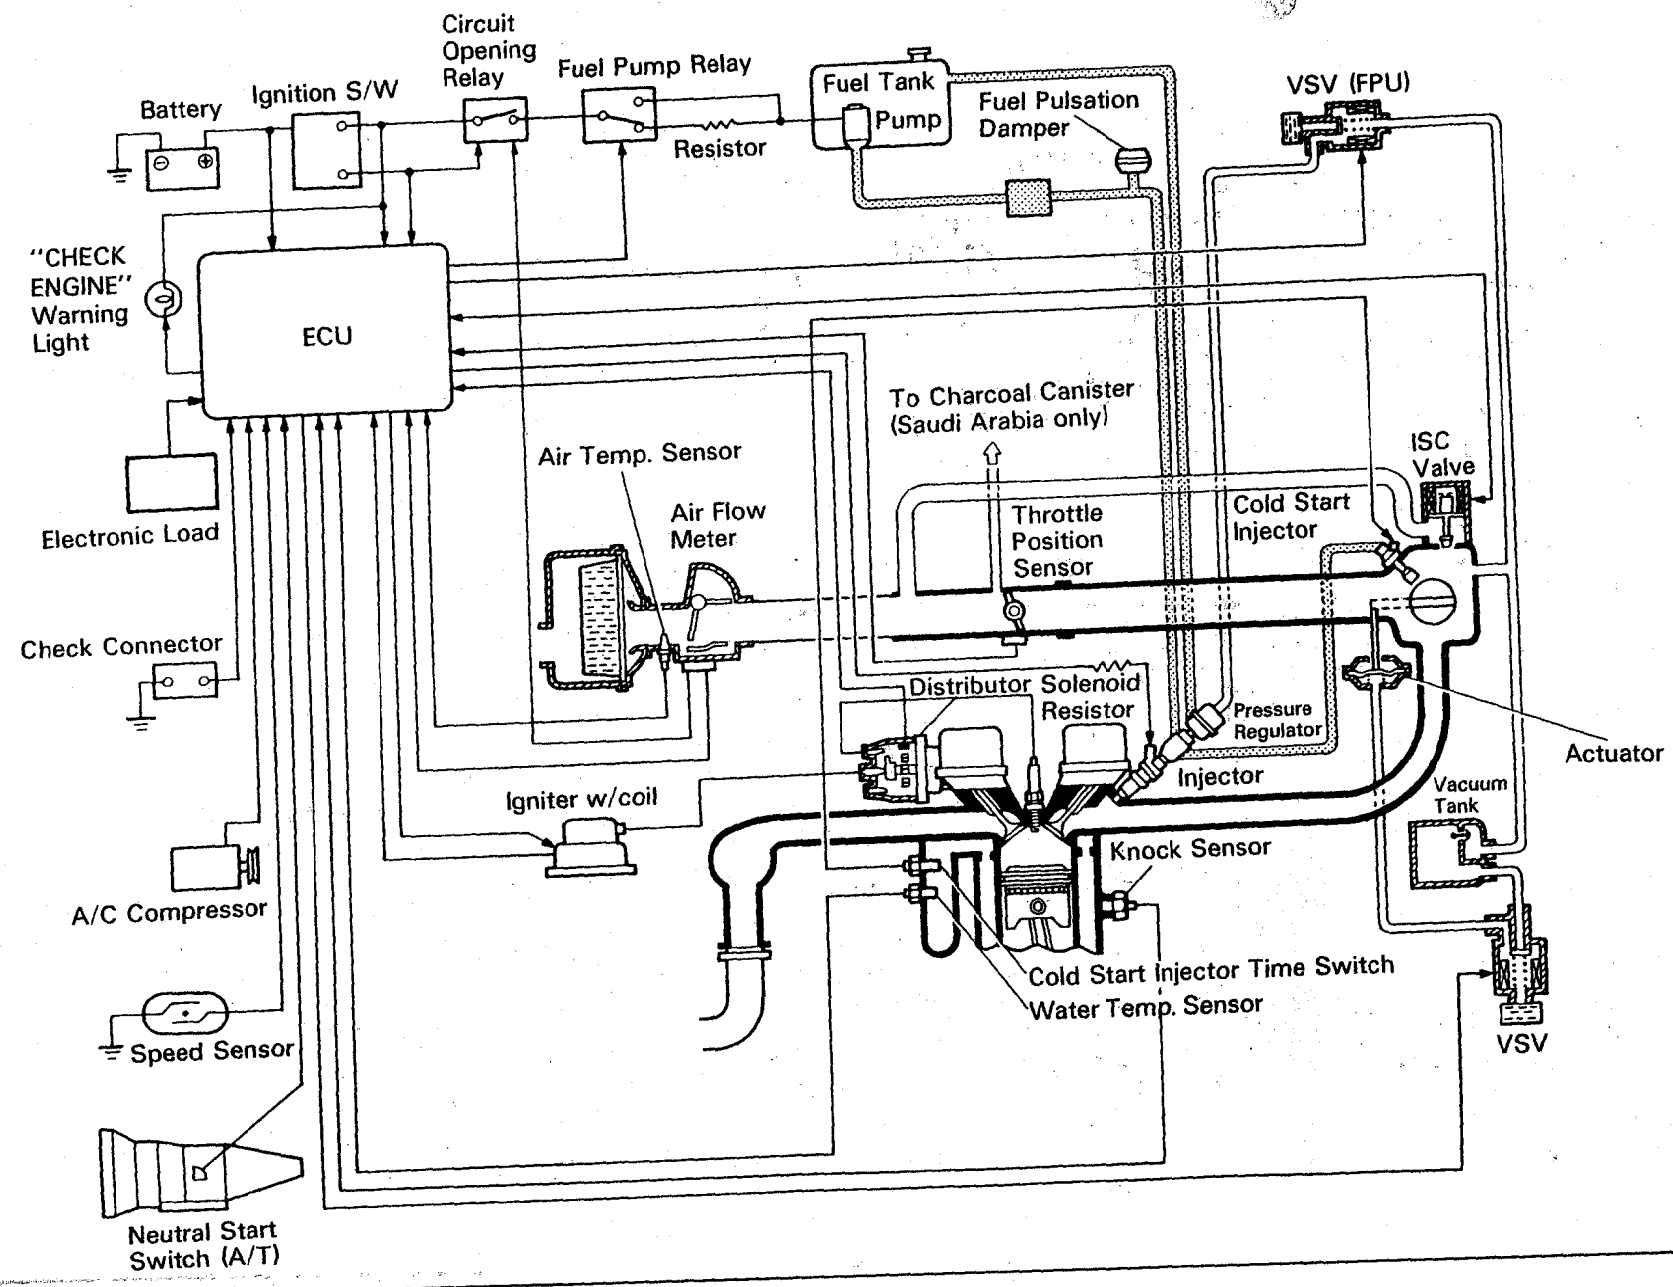 Circuit
Opening
Relay
Fuel Pump Relay
Ignition S/W
Battery
Resistor
Fuel Tank
Pump
Fuel Pulsation
Damper
VSV (FPU)
"CHECK
ENGINE"
Warning
Light
ECU
To Charcoal Canister
(Saudi Arabia only)
Air Temp. Sensor
Air Flow
Meter
Throttle
Position
Sensor
Cold Start
Injector
ISC
Valve
Electronic Load
Check Connector
Distributor
Solenoid
Resistor
Pressure
Regulator
Injector
Actuator
Igniter w/coil
Vacuum
Tank
Knock Sensor
A/C Compressor
Cold Start Injector Time Switch
Water Temp. Sensor
Speed Sensor
VSV
Neutral Start
Switch (A/T)